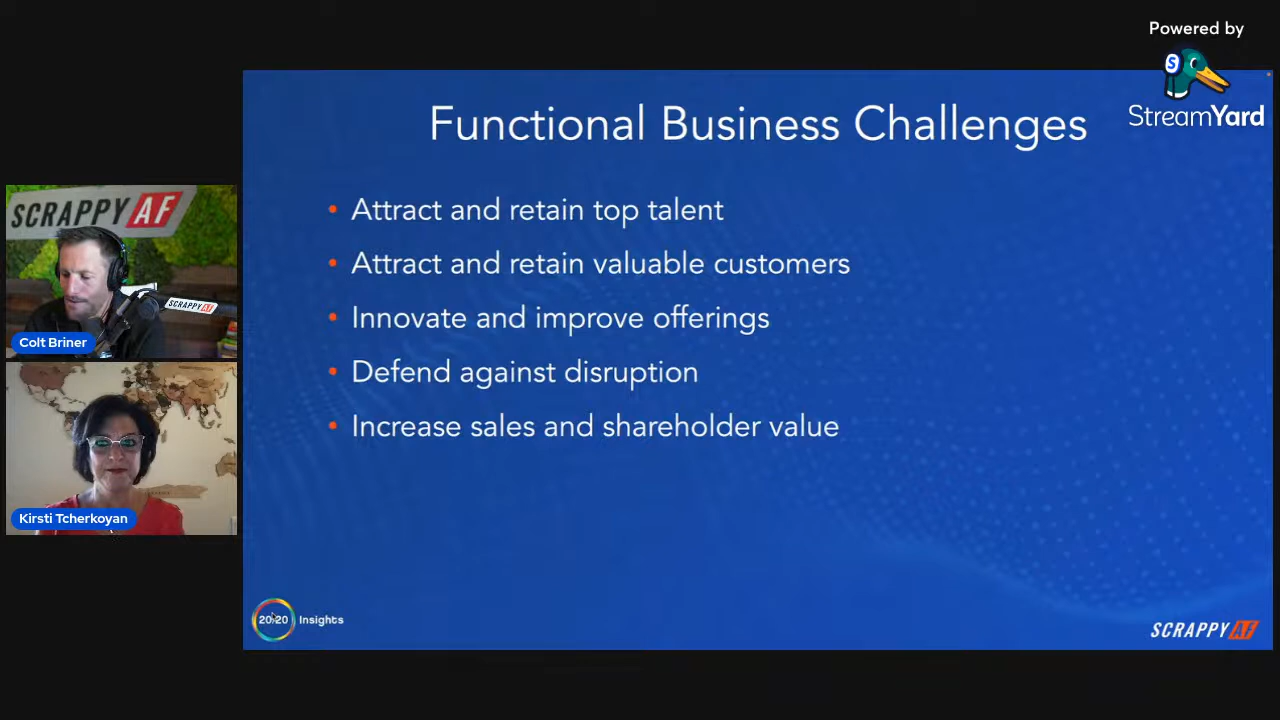 Powered by
StreamYard
Functional Business Challenges
• Attract and retain top talent
• Attract and retain valuable customers
• Innovate and improve offerings
• Defend against disruption
• Increase sales and shareholder value
SCRAPPY AF
SCRAPPY AF
Colt Briner
Kirsti Tcherkoyan
20/20 Insights
SCRAPPY AF